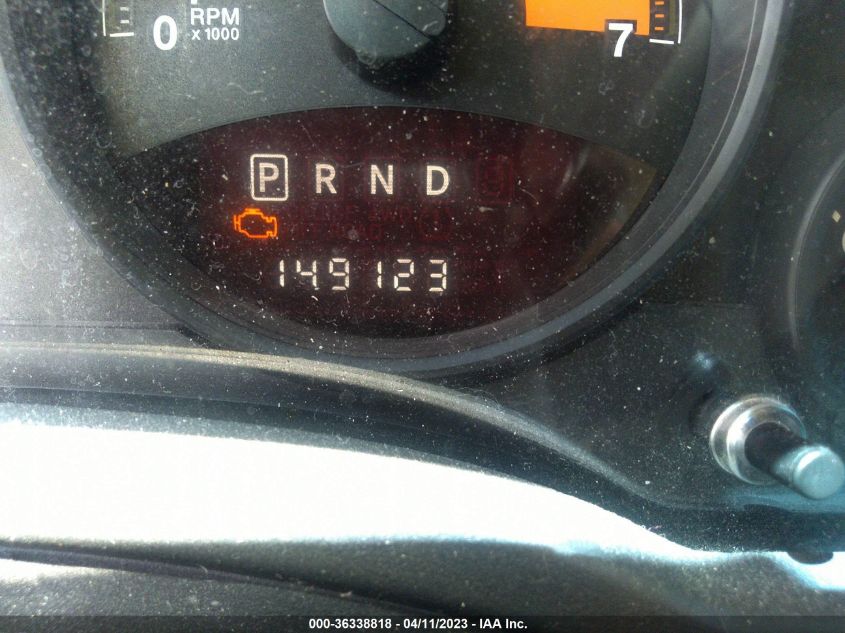 0 RPM x 1000 7
P R N D
149123
000-36338818 - 04/11/2023 - IAA Inc.